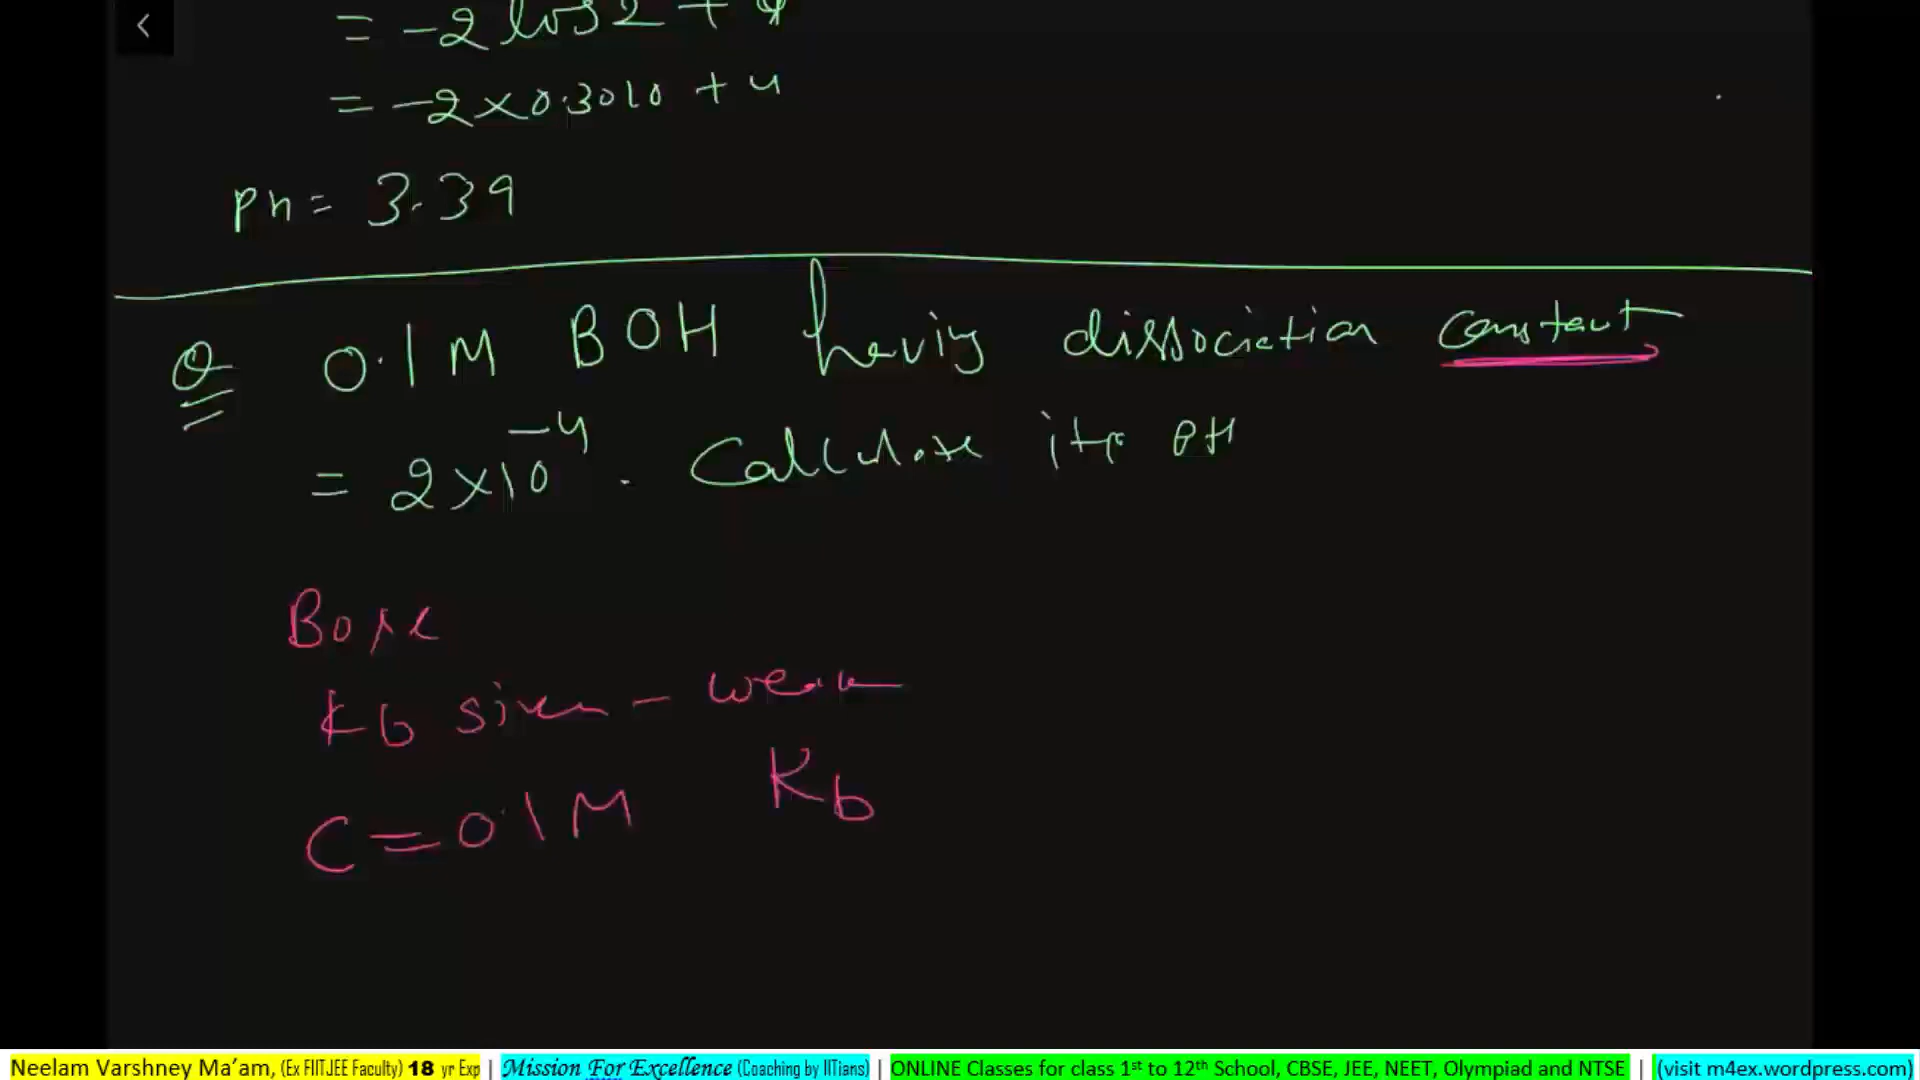 = -2 log 2 + 4
= -2 × 0.3010 + 4
PH = 3.39
Q 0.1 M BOH having dissociation constant
= 2×10⁻⁴. Calculate its PH
Base
Kb given - weak
C = 0.1 M Kb
Neelam Varshney Ma’am, (Ex FIITJEE Faculty) 18 yr Exp | Mission For Excellence (Coaching by IITians) | ONLINE Classes for class 1st to 12th School, CBSE, JEE, NEET, Olympiad and NTSE | (visit m4ex.wordpress.com)